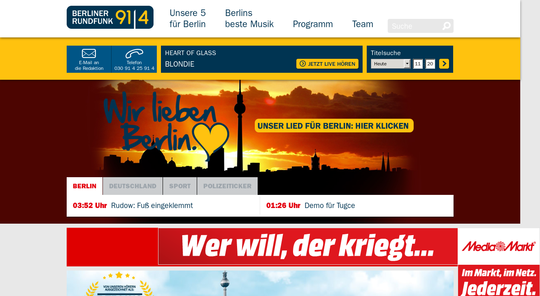 BERLINER
RUNDFUNK 91|4
Unsere 5
für Berlin
Berlins
beste Musik
Programm
Team
Suche
E-Mail an
die Redaktion
Telefon
030 91 4 25 91 4
HEART OF GLASS
BLONDIE
JETZT LIVE HÖREN
Titelsuche
Heute
11
20
Wir lieben
Berlin.
UNSER LIED FÜR BERLIN: HIER KLICKEN
BERLIN
DEUTSCHLAND
SPORT
POLIZEITICKER
03:52 Uhr Rudow: Fuß eingeklemmt
01:26 Uhr Demo für Tugce
Wer will, der kriegt...
Media Markt
Im Markt, im Netz.
Jederzeit.